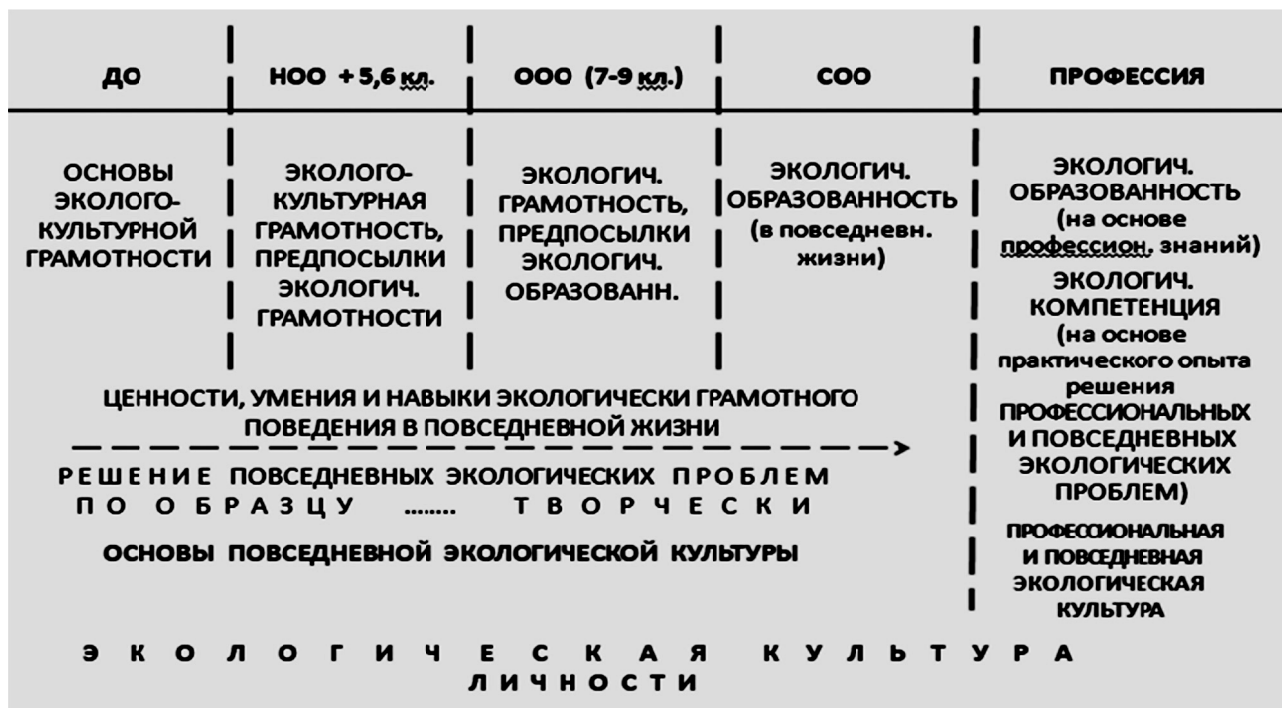 ДО
НОО + 5,6 кл.
ООО (7-9 кл.)
СОО
ПРОФЕССИЯ
ОСНОВЫ
ЭКОЛОГО-
КУЛЬТУРНОЙ
ГРАМОТНОСТИ
ЭКОЛОГО-
КУЛЬТУРНАЯ
ГРАМОТНОСТЬ,
ПРЕДПОСЫЛКИ
ЭКОЛОГИЧ.
ГРАМОТНОСТИ
ЭКОЛОГИЧ.
ГРАМОТНОСТЬ,
ПРЕДПОСЫЛКИ
ЭКОЛОГИЧ.
ОБРАЗОВАНН.
ЭКОЛОГИЧ.
ОБРАЗОВАННОСТЬ
(в повседневн.
жизни)
ЭКОЛОГИЧ.
ОБРАЗОВАННОСТЬ
(на основе
профессион. знаний)
ЭКОЛОГИЧ.
КОМПЕТЕНЦИЯ
(на основе
практического опыта
решения
ПРОФЕССИОНАЛЬНЫХ
И ПОВСЕДНЕВНЫХ
ЭКОЛОГИЧЕСКИХ
ПРОБЛЕМ)
ПРОФЕССИОНАЛЬНАЯ
И ПОВСЕДНЕВНАЯ
ЭКОЛОГИЧЕСКАЯ
КУЛЬТУРА
ЦЕННОСТИ, УМЕНИЯ И НАВЫКИ ЭКОЛОГИЧЕСКИ ГРАМОТНОГО
ПОВЕДЕНИЯ В ПОВСЕДНЕВНОЙ ЖИЗНИ
РЕШЕНИЕ ПОВСЕДНЕВНЫХ ЭКОЛОГИЧЕСКИХ ПРОБЛЕМ
ПО ОБРАЗЦУ ........ ТВОРЧЕСКИ
ОСНОВЫ ПОВСЕДНЕВНОЙ ЭКОЛОГИЧЕСКОЙ КУЛЬТУРЫ
ЭКОЛОГИЧЕСКАЯ КУЛЬТУРА
ЛИЧНОСТИ